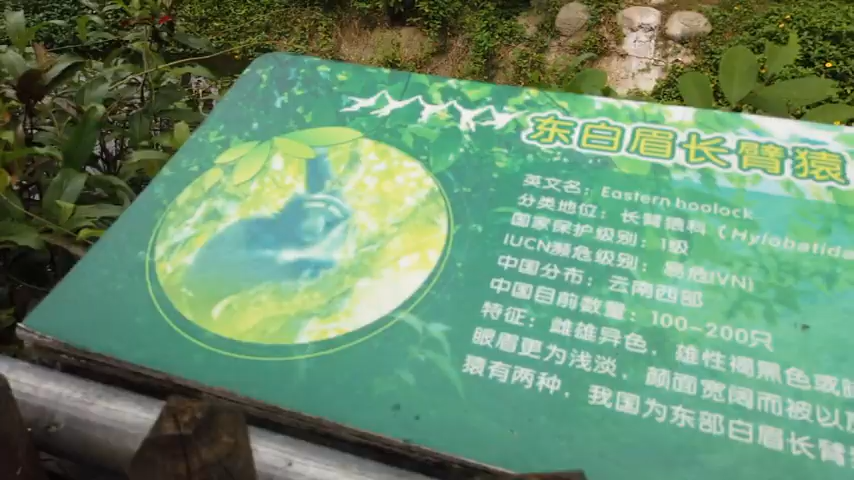 东白眉长臂猿
英文名：Eastern hoolock
分类地位：长臂猿科（Hylobatida
国家保护级别：1级
IUCN濒危级别：易危(VN)
中国分布：云南西部
中国目前数量：100-200只
特征：雌雄异色，雄性褐黑色或
眼眉更为浅淡，颜面宽阔而被以
猿有两种，我国为东部白眉长臂